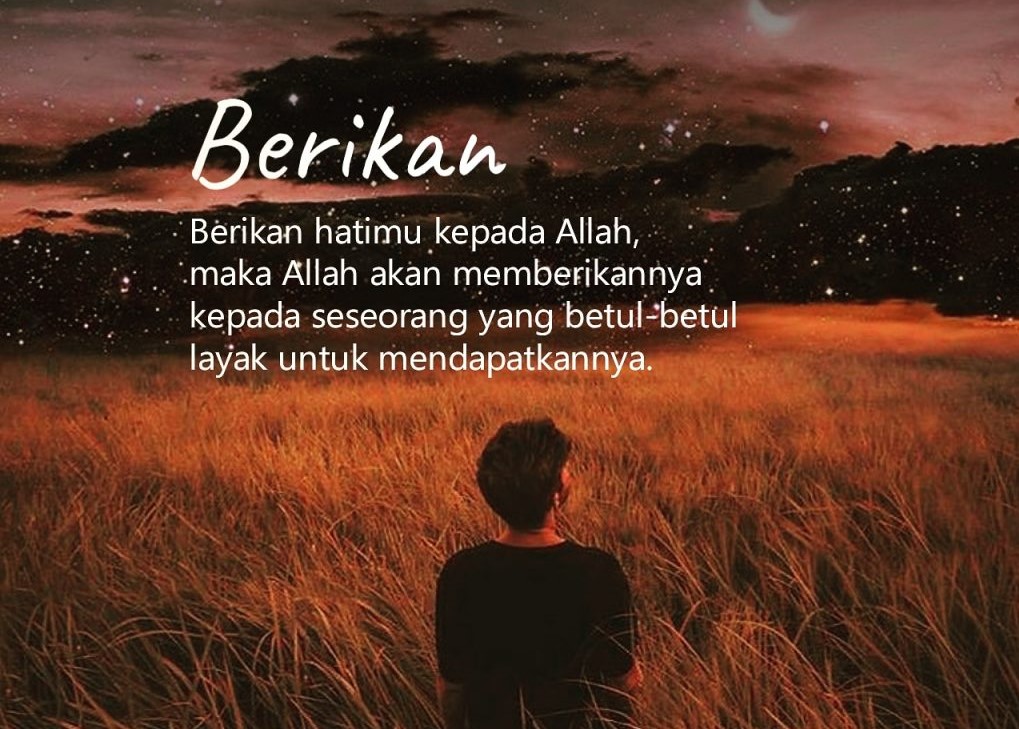 Berikan
Berikan hatimu kepada Allah,
maka Allah akan memberikannya
kepada seseorang yang betul-betul
layak untuk mendapatkannya.